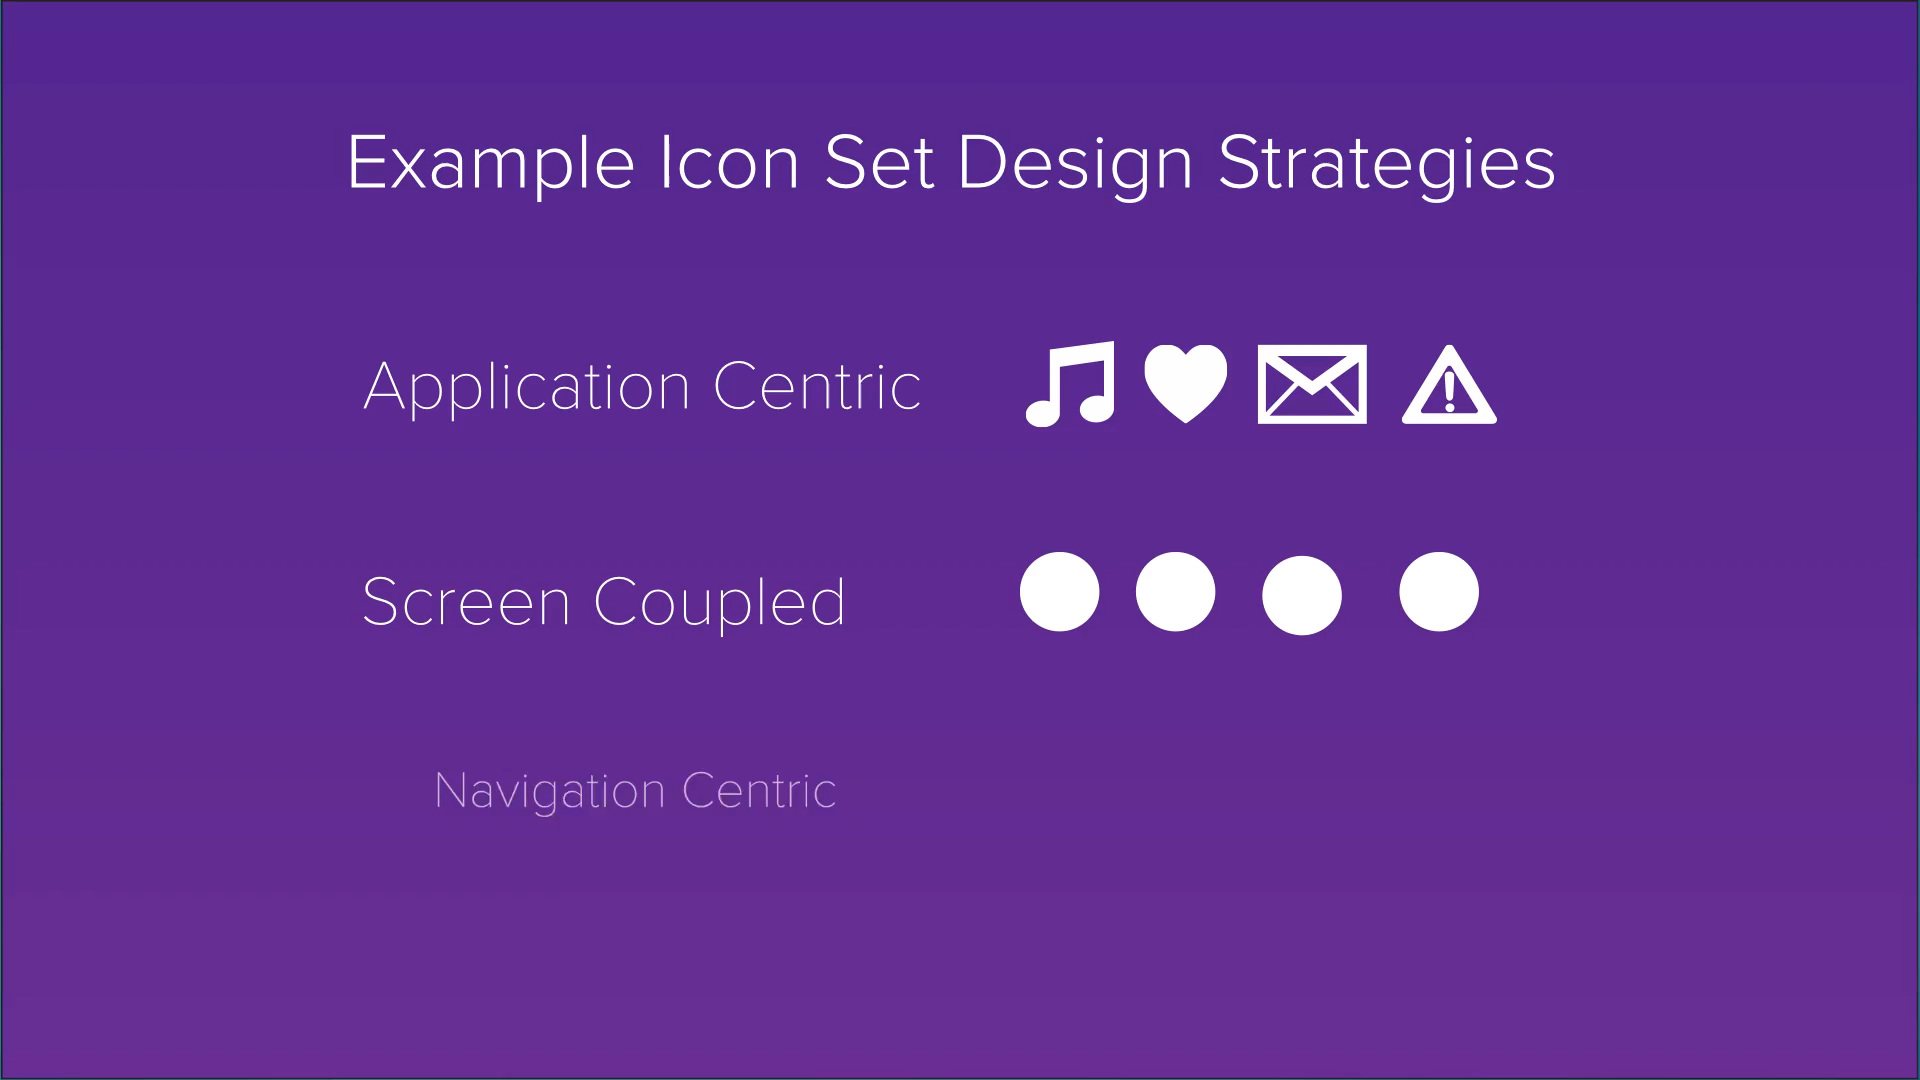 Example Icon Set Design Strategies
Application Centric
Screen Coupled
Navigation Centric